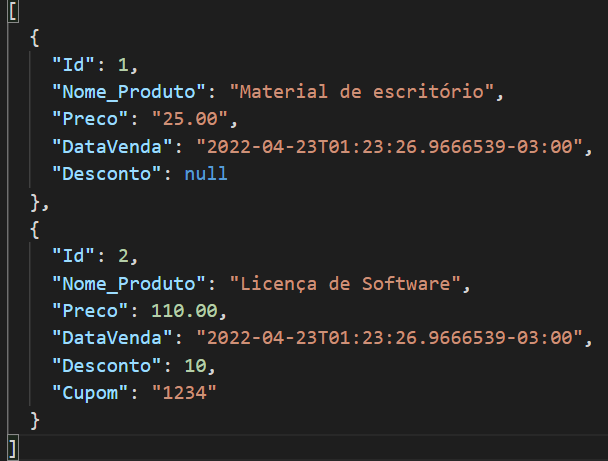 [
  {
    "Id": 1,
    "Nome_Produto": "Material de escritório",
    "Preco": "25.00",
    "DataVenda": "2022-04-23T01:23:26.9666539-03:00",
    "Desconto": null
  },
  {
    "Id": 2,
    "Nome_Produto": "Licença de Software",
    "Preco": 110.00,
    "DataVenda": "2022-04-23T01:23:26.9666539-03:00",
    "Desconto": 10,
    "Cupom": "1234"
  }
]